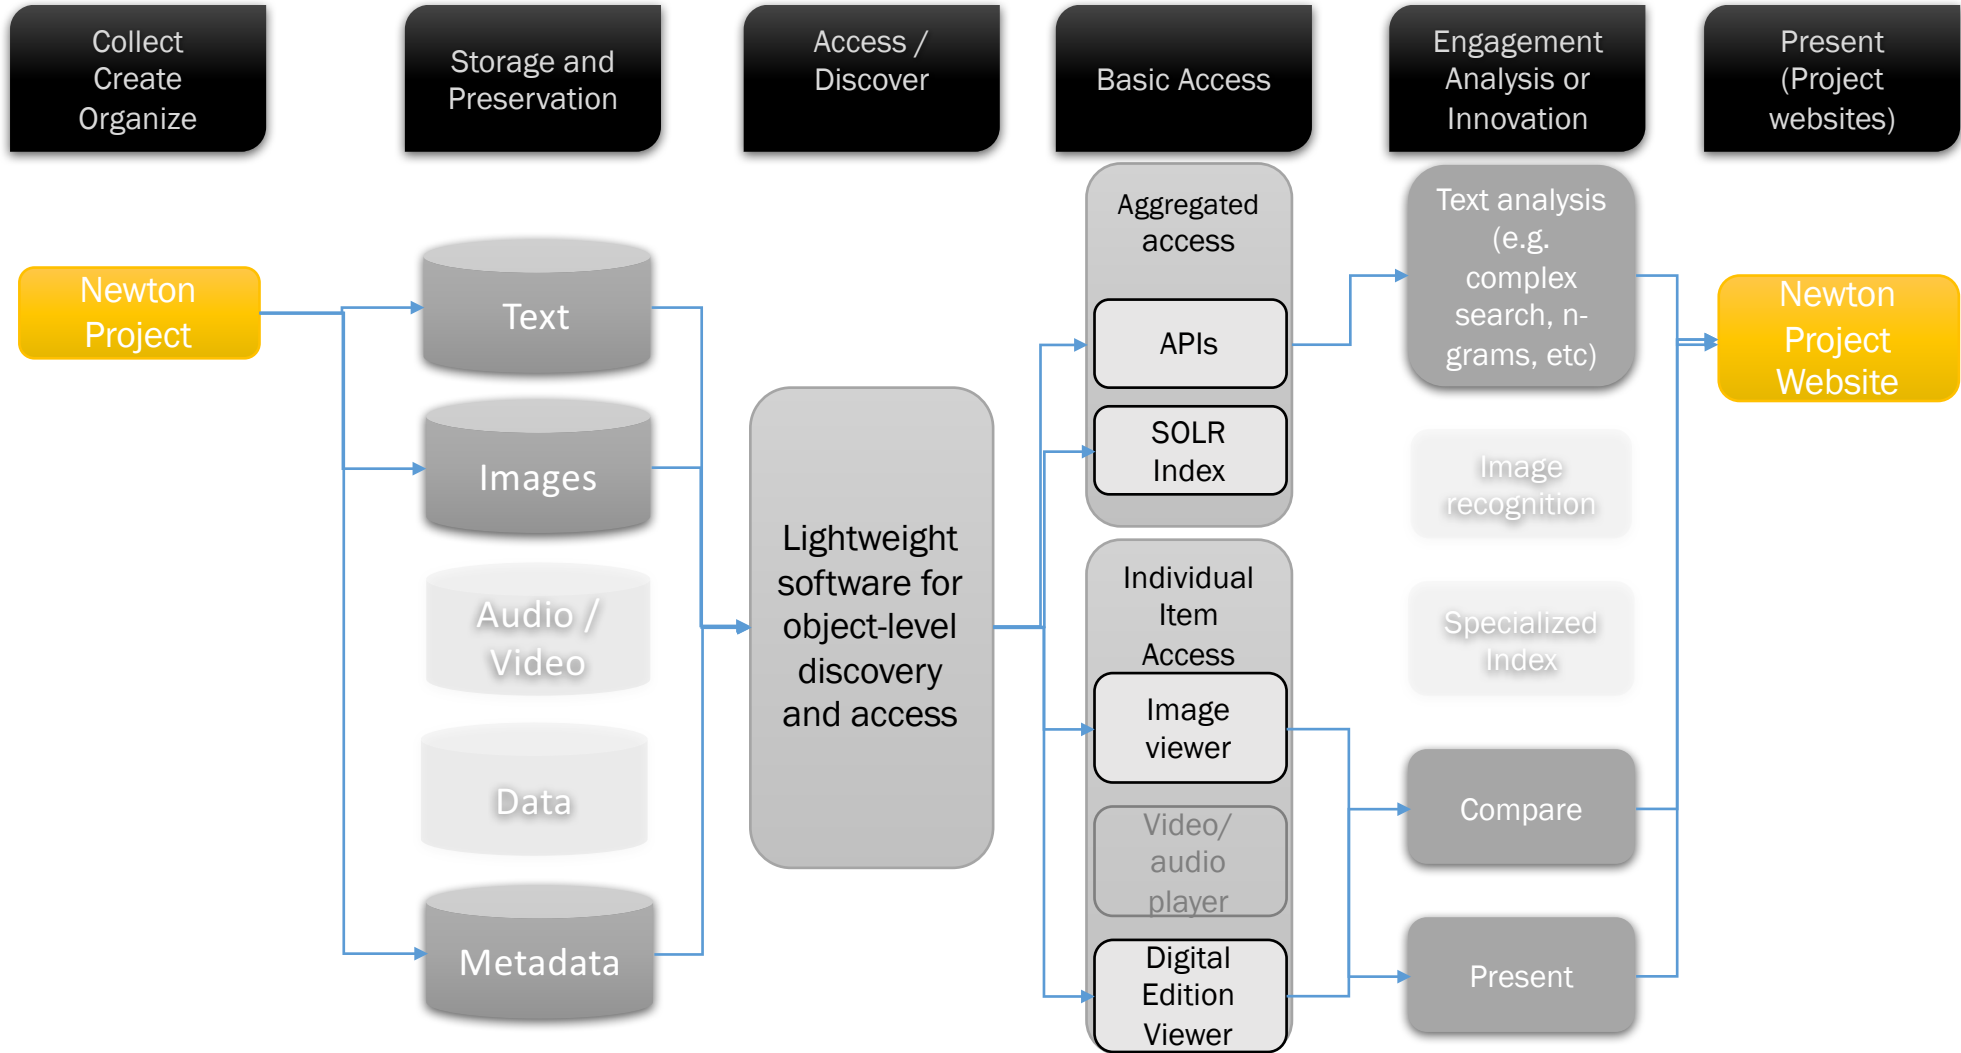 Collect
Create
Organize
Storage and
Preservation
Access /
Discover
Basic Access
Engagement
Analysis or
Innovation
Present
(Project
websites)
Newton
Project
Text
Images
Audio /
Video
Data
Metadata
Lightweight
software for
object-level
discovery
and access
Aggregated
access
APIs
SOLR
Index
Individual
Item
Access
Image
viewer
Video/
audio
player
Digital
Edition
Viewer
Text analysis
(e.g.
complex
search, n-
grams, etc)
Image
recognition
Specialized
Index
Compare
Present
Newton
Project
Website